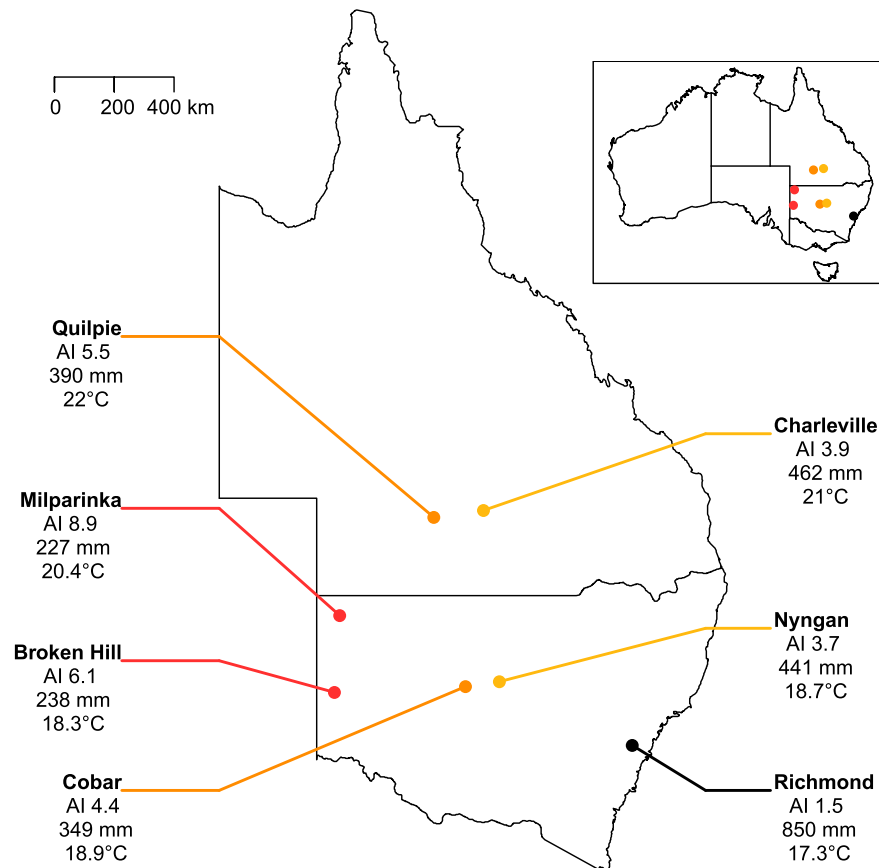 0 200 400 km
Quilpie
AI 5.5
390 mm
22°C
Charleville
AI 3.9
462 mm
21°C
Milparinka
AI 8.9
227 mm
20.4°C
Nyngan
AI 3.7
441 mm
18.7°C
Broken Hill
AI 6.1
238 mm
18.3°C
Cobar
AI 4.4
349 mm
18.9°C
Richmond
AI 1.5
850 mm
17.3°C